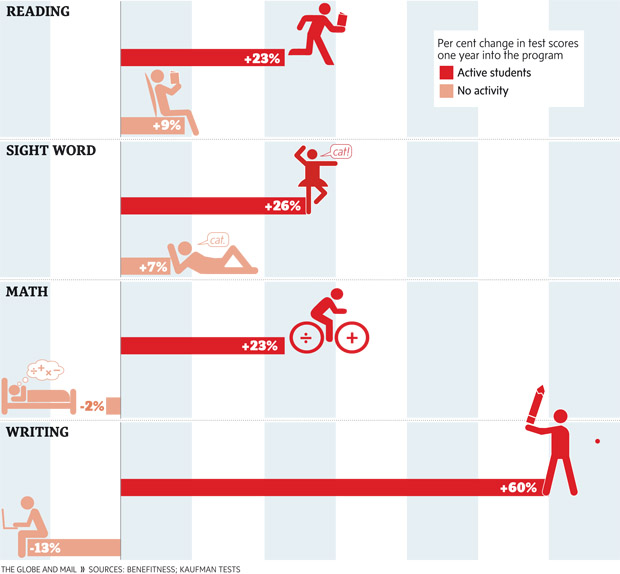 READING
Per cent change in test scores
one year into the program
Active students
No activity
+23%
+9%
SIGHT WORD
cat!
+26%
cat.
+7%
MATH
+23%
÷ +
÷ + × −
-2%
WRITING
+60%
-13%
THE GLOBE AND MAIL » SOURCES: BENEFITNESS; KAUFMAN TESTS